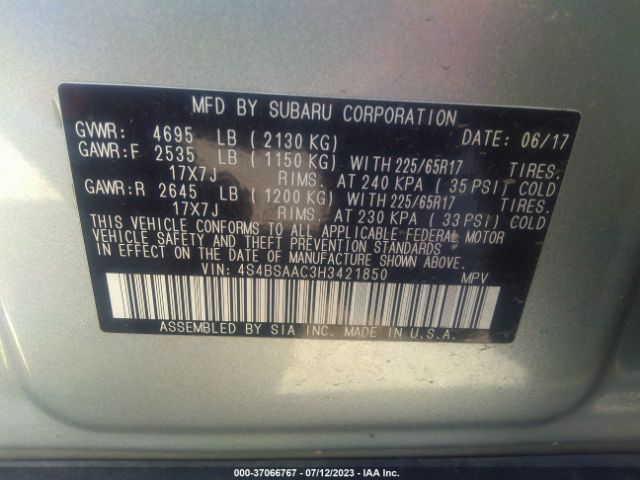 MFD BY SUBARU CORPORATION
GVWR: 4695 LB (2130 KG) DATE: 06/17
GAWR:F 2535 LB (1150 KG) WITH 225/65R17 TIRES.
17X7J RIMS. AT 240 KPA (35 PSI) COLD
GAWR:R 2645 LB (1200 KG) WITH 225/65R17 TIRES.
17X7J RIMS. AT 230 KPA (33 PSI) COLD
THIS VEHICLE CONFORMS TO ALL APPLICABLE FEDERAL MOTOR
VEHICLE SAFETY AND THEFT PREVENTION STANDARDS IN EFFECT
ON THE DATE OF MANUFACTURE SHOWN ABOVE.
VIN: 4S4BSAAC3H3421850 MPV
ASSEMBLED BY SIA INC. MADE IN U.S.A.
0-0 - 37066767 - 07/12/2023 - IAA Inc.